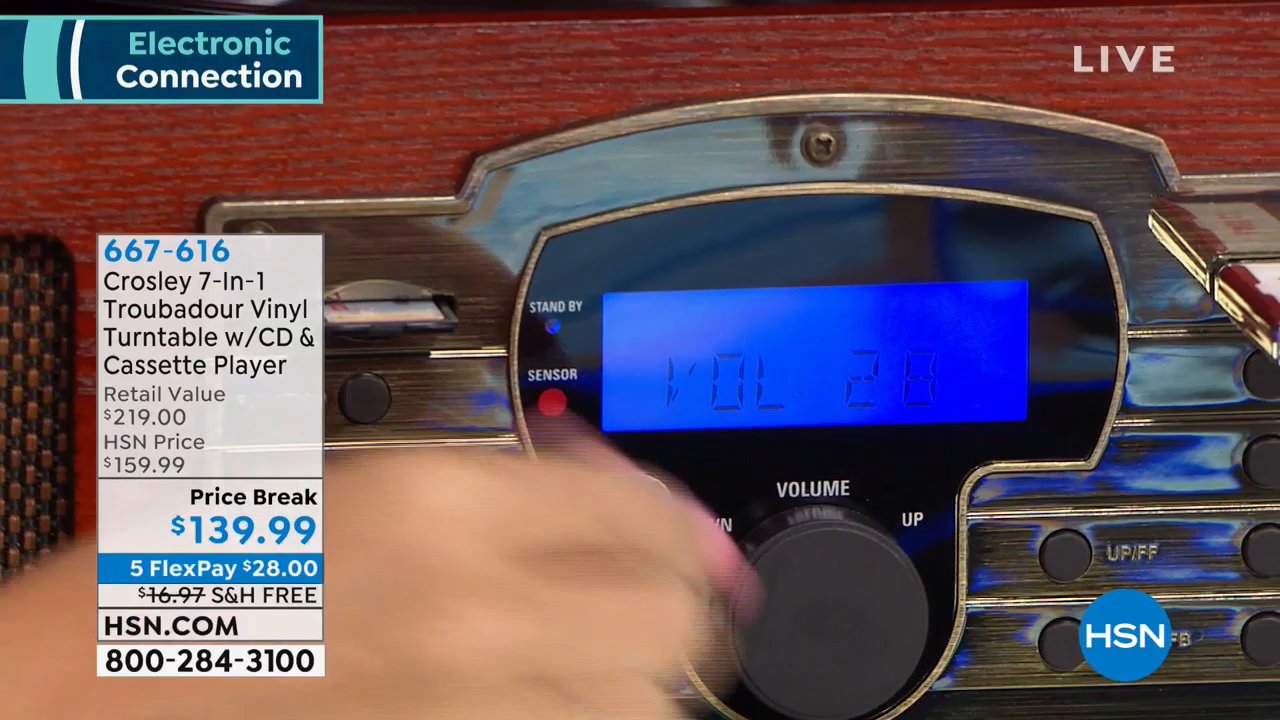 Electronic
Connection
LIVE
667-616
Crosley 7-In-1
Troubadour Vinyl
Turntable w/CD &
Cassette Player
Retail Value
$219.00
HSN Price
$159.99
Price Break
$139.99
5 FlexPay $28.00
$16.97 S&H FREE
HSN.COM
800-284-3100
STAND BY
SENSOR
VOL 28
VOLUME
UP
UP/FF
HSN